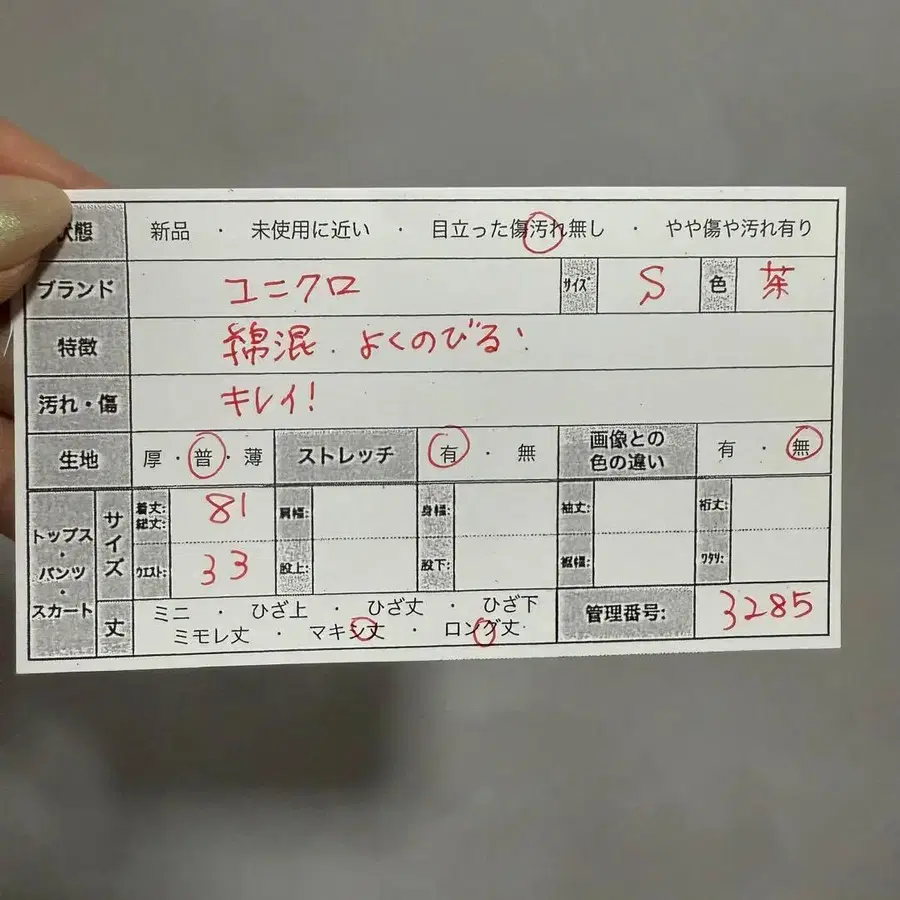 状態 新品 ・ 未使用に近い ・ 目立った傷汚れ無し ・ やや傷や汚れ有り
ブランド ユニクロ サイズ S 色 茶
特徴 綿混. よくのびる:
汚れ・傷 キレイ!
生地 厚・普・薄 ストレッチ 有 ・ 無 画像との色の違い 有 ・ 無
トップス・パンツ・スカート サイズ 着丈: 総丈: 81 肩幅: 身幅: 袖丈: 裄丈:
ウエスト: 33 股上: 股下: 裾幅: ワタリ:
丈 ミニ ・ ひざ上 ・ ひざ丈 ・ ひざ下
ミモレ丈 ・ マキシ丈 ・ ロング丈
管理番号: 3285